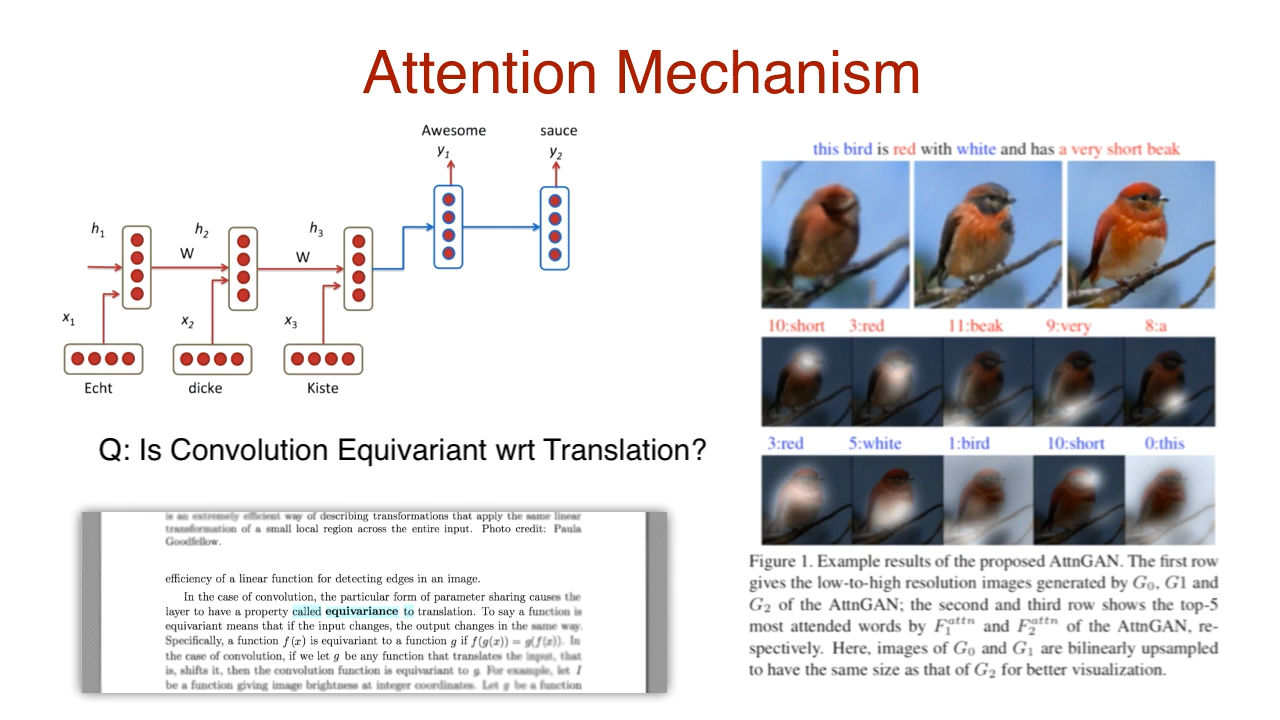 Attention Mechanism
Awesome sauce
y1 y2
h1 h2 h3
W W
x1 x2 x3
Echt dicke Kiste
Q: Is Convolution Equivariant wrt Translation?
is an extremely efficient way of describing transformations that apply the same linear
transformation of a small local region across the entire input. Photo credit: Paula
Goodfellow.
efficiency of a linear function for detecting edges in an image.
In the case of convolution, the particular form of parameter sharing causes the
layer to have a property called equivariance to translation. To say a function is
equivariant means that if the input changes, the output changes in the same way.
Specifically, a function f(x) is equivariant to a function g if f(g(x)) = g(f(x)). In
the case of convolution, if we let g be any function that translates the input, that
is, shifts it, then the convolution function is equivariant to g. For example, let I
be a function giving image brightness at integer coordinates. Let g be a function
this bird is red with white and has a very short beak
10:short 3:red 11:beak 9:very 8:a
3:red 5:white 1:bird 10:short 0:this
Figure 1. Example results of the proposed AttnGAN. The first row
gives the low-to-high resolution images generated by G0, G1 and
G2 of the AttnGAN; the second and third row shows the top-5
most attended words by F1attn and F2attn of the AttnGAN, re-
spectively. Here, images of G0 and G1 are bilinearly upsampled
to have the same size as that of G2 for better visualization.